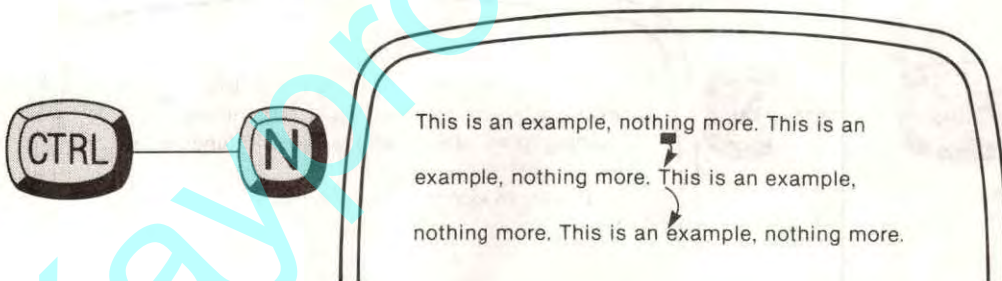 CTRL N
This is an example, nothing more. This is an
example, nothing more. This is an example,
nothing more. This is an example, nothing more.